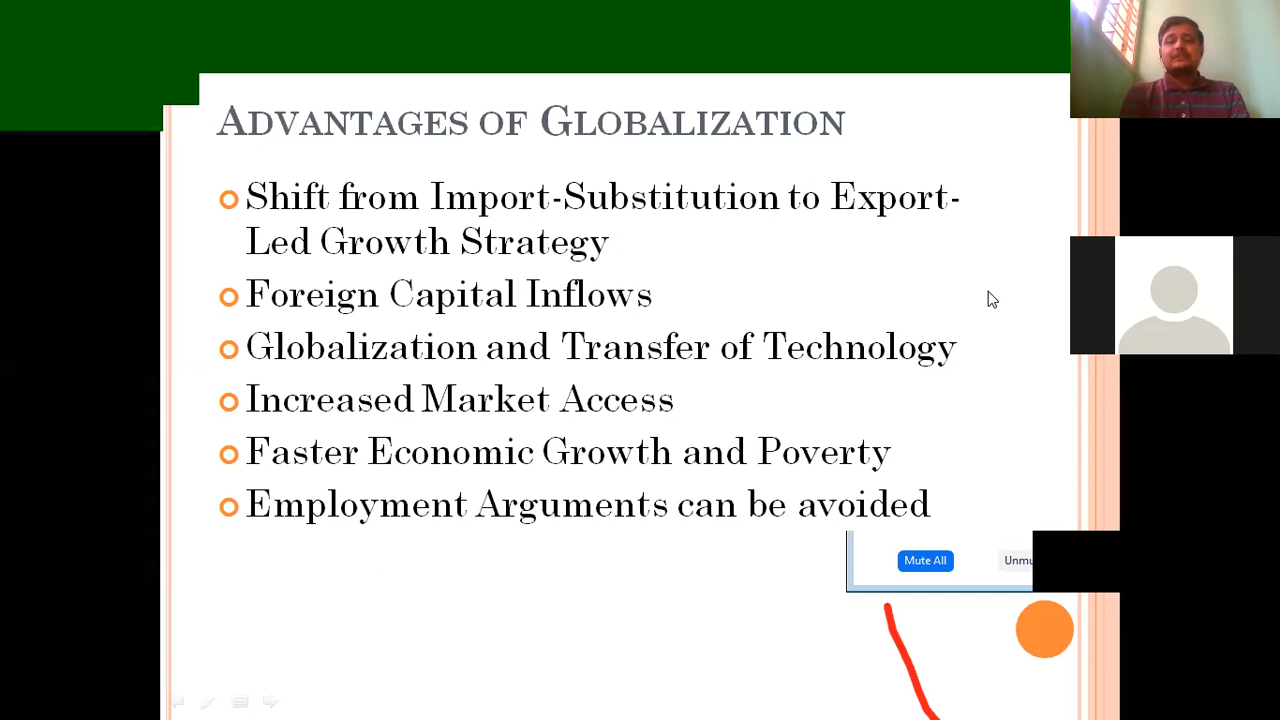 Advantages of Globalization
Shift from Import-Substitution to Export-
Led Growth Strategy
Foreign Capital Inflows
Globalization and Transfer of Technology
Increased Market Access
Faster Economic Growth and Poverty
Employment Arguments can be avoided
Mute All Unmu